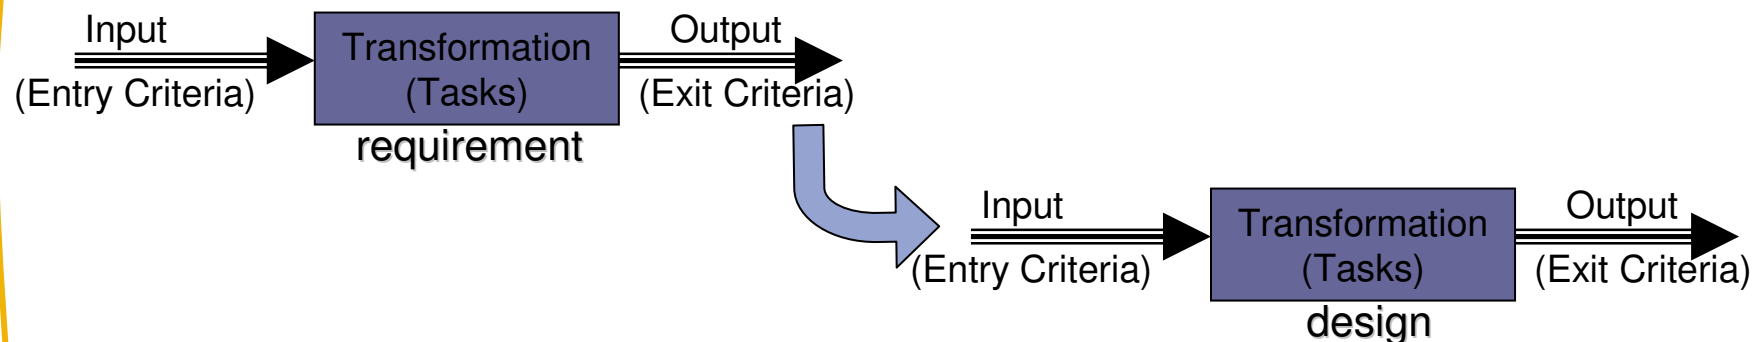 Input
(Entry Criteria)
Transformation
(Tasks)
requirement
Output
(Exit Criteria)
Input
(Entry Criteria)
Transformation
(Tasks)
design
Output
(Exit Criteria)